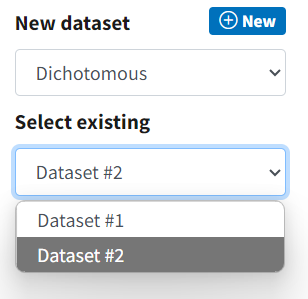 New dataset
New
Dichotomous
Select existing
Dataset #2
Dataset #1
Dataset #2